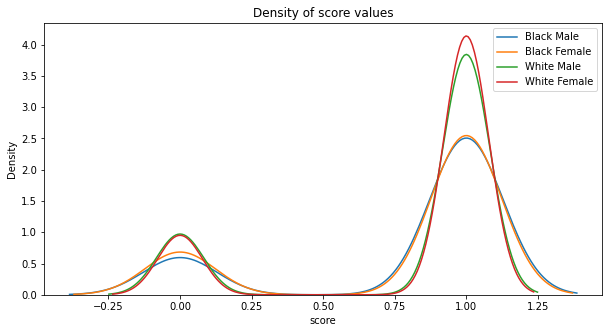 Density of score values
Black Male
Black Female
White Male
White Female
Density
4.0
3.5
3.0
2.5
2.0
1.5
1.0
0.5
0.0
−0.25
0.00
0.25
0.50
0.75
1.00
1.25
score